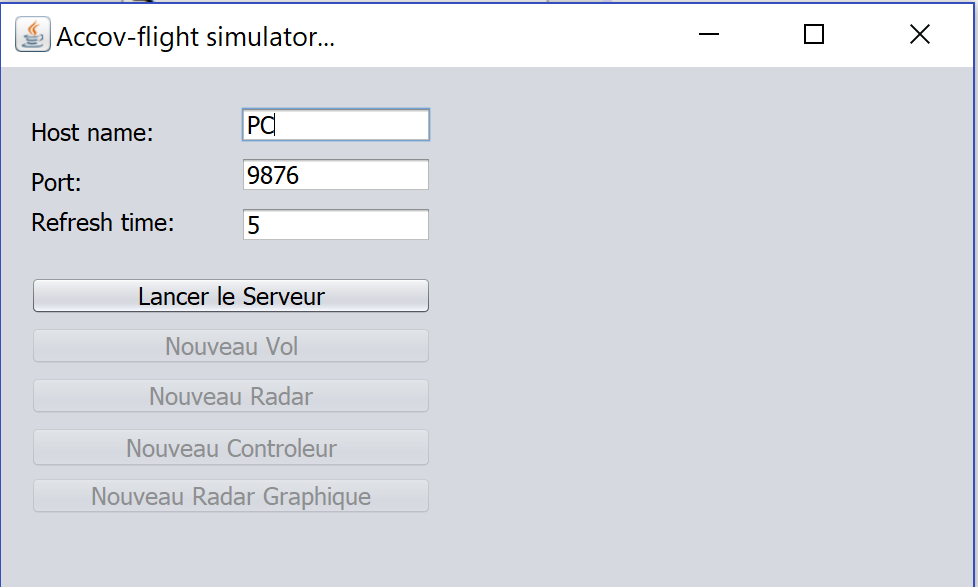 Accov-flight simulator...
Host name: PC
Port: 9876
Refresh time: 5
Lancer le Serveur
Nouveau Vol
Nouveau Radar
Nouveau Controleur
Nouveau Radar Graphique